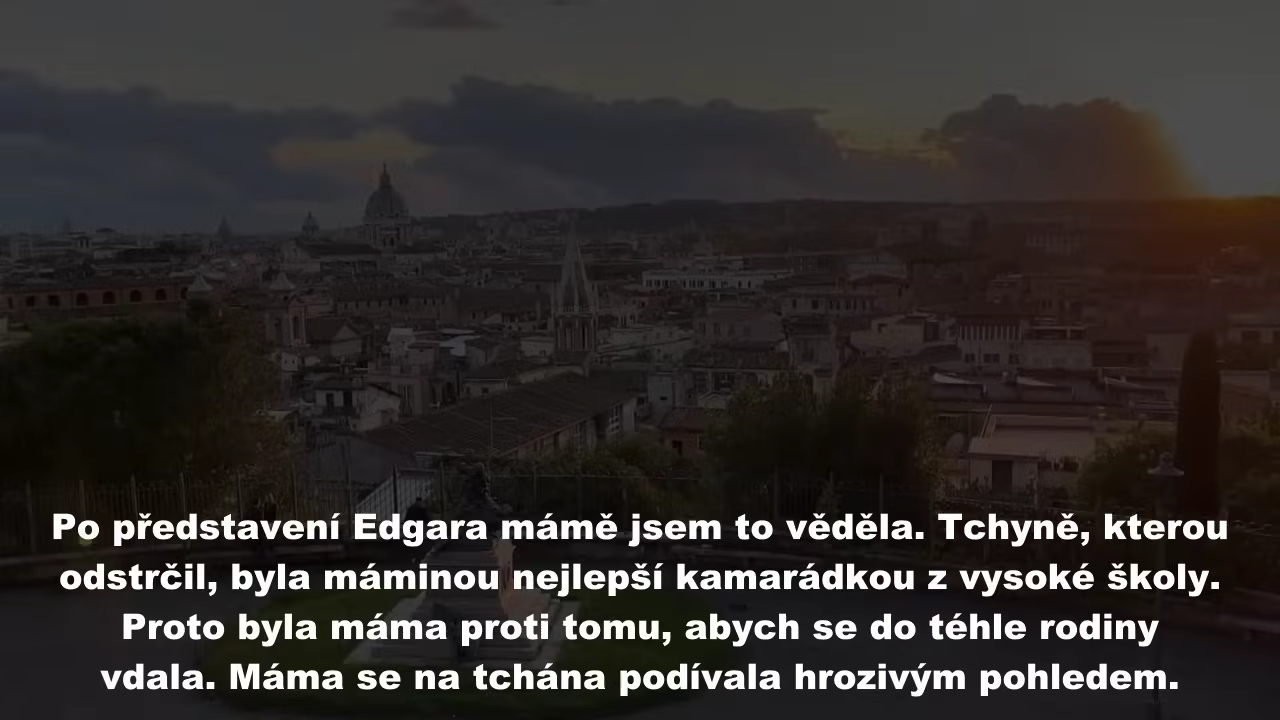 Po představení Edgara mámě jsem to věděla. Tchyně, kterou
odstrčil, byla máminou nejlepší kamarádkou z vysoké školy.
Proto byla máma proti tomu, abych se do téhle rodiny
vdala. Máma se na tchána podívala hrozivým pohledem.